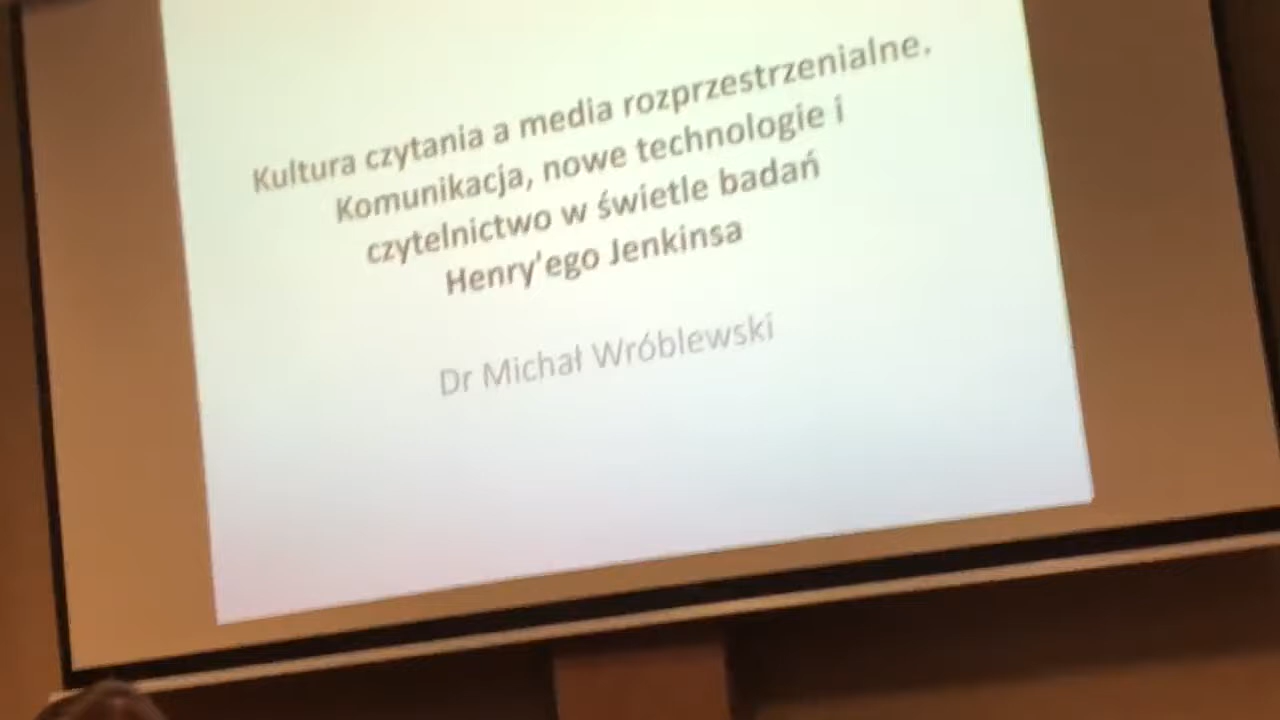 Kultura czytania a media rozprzestrzenialne.
Komunikacja, nowe technologie i
czytelnictwo w świetle badań
Henry'ego Jenkinsa
Dr Michał Wróblewski